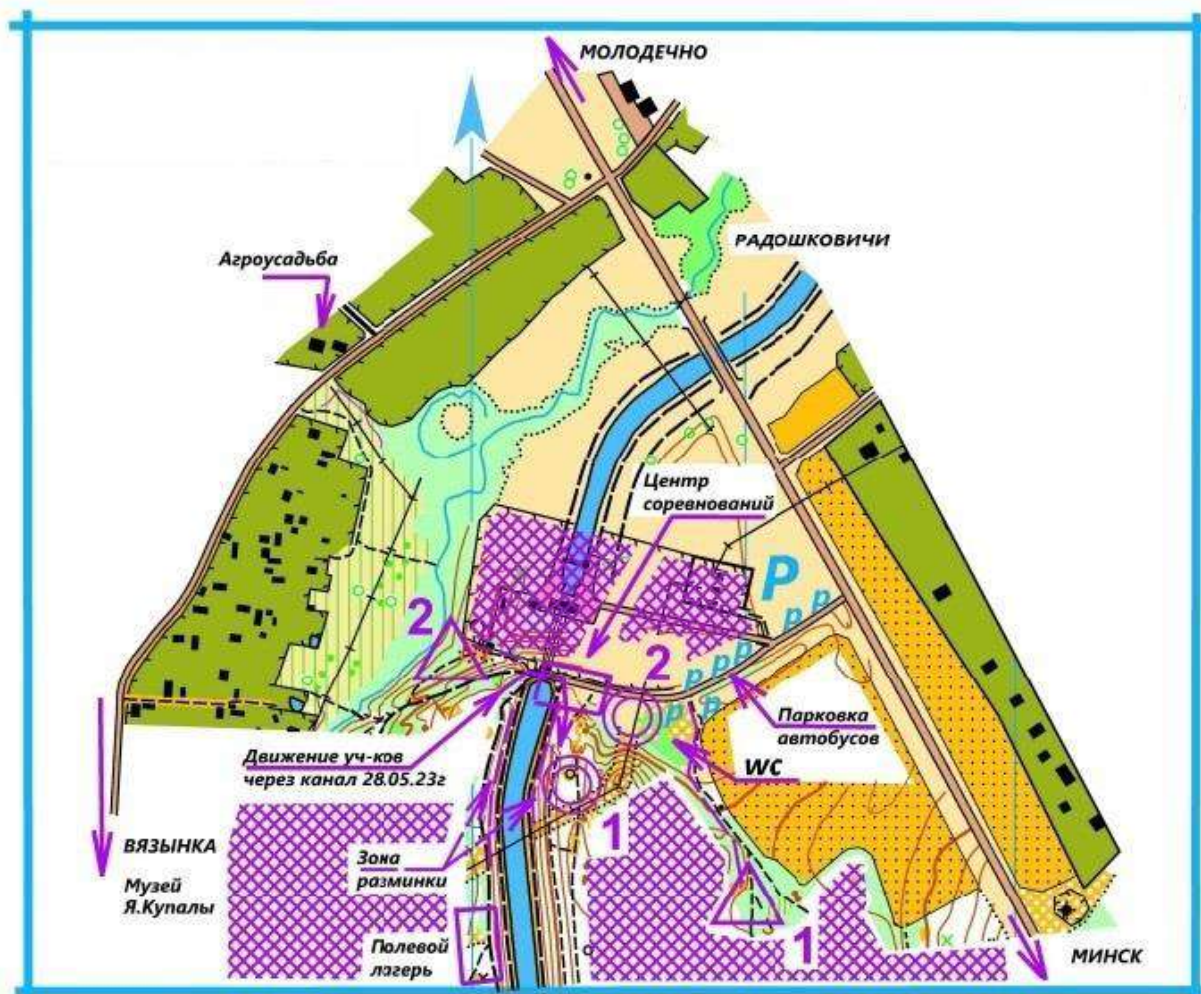 МОЛОДЕЧНО
РАДОШКОВИЧИ
Агроусадьба
Центр
соревнований
P
p
p
2
2
p
p
p
p
p
Парковка
автобусов
Движение уч-ков
через канал 28.05.23г
WC
1
ВЯЗЫНКА
Зона
разминки
Музей
Я.Купалы
1
Полевой
лагерь
МИНСК